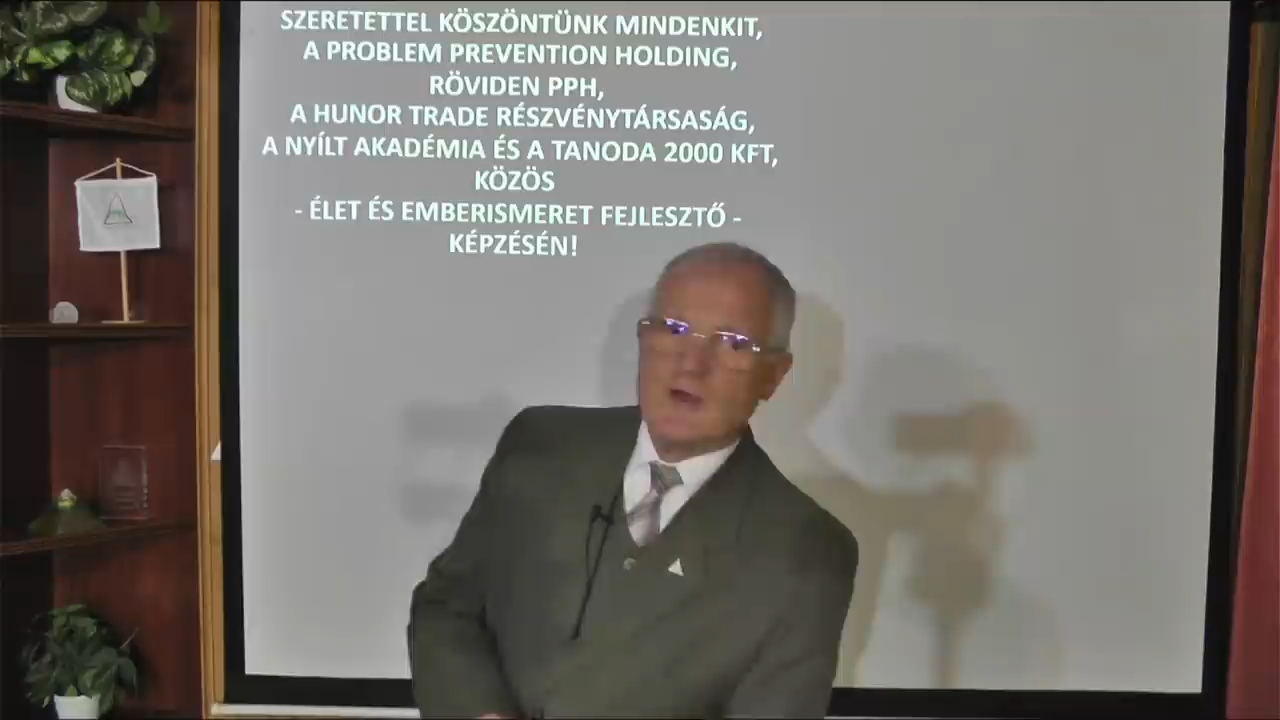 SZERETETTEL KÖSZÖNTÜNK MINDENKIT,
A PROBLEM PREVENTION HOLDING,
RÖVIDEN PPH,
A HUNOR TRADE RÉSZVÉNYTÁRSASÁG,
A NYÍLT AKADÉMIA ÉS A TANODA 2000 KFT,
KÖZÖS
- ÉLET ÉS EMBERISMERET FEJLESZTŐ -
KÉPZÉSÉN!